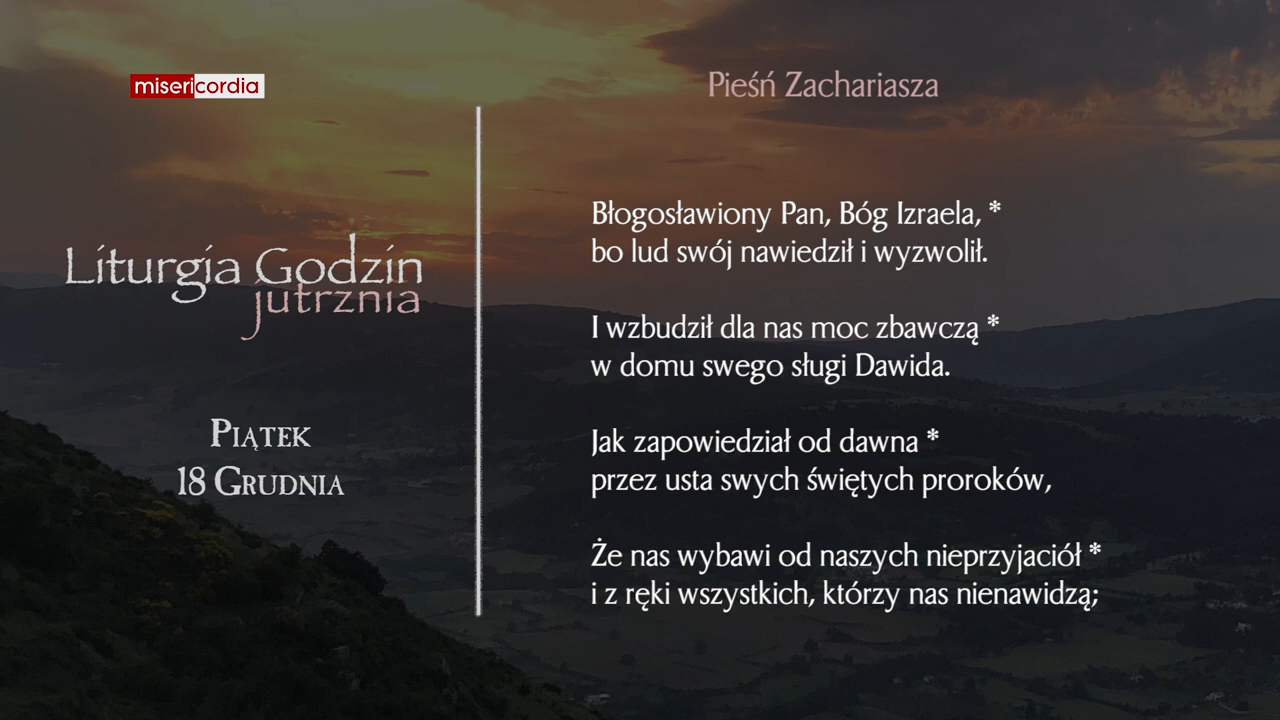 misericordia
Liturgia Godzin
jutrznia
Piątek
18 Grudnia
Pieśń Zachariasza
Błogosławiony Pan, Bóg Izraela, *
bo lud swój nawiedził i wyzwolił.
I wzbudził dla nas moc zbawczą *
w domu swego sługi Dawida.
Jak zapowiedział od dawna *
przez usta swych świętych proroków,
Że nas wybawi od naszych nieprzyjaciół *
i z ręki wszystkich, którzy nas nienawidzą;